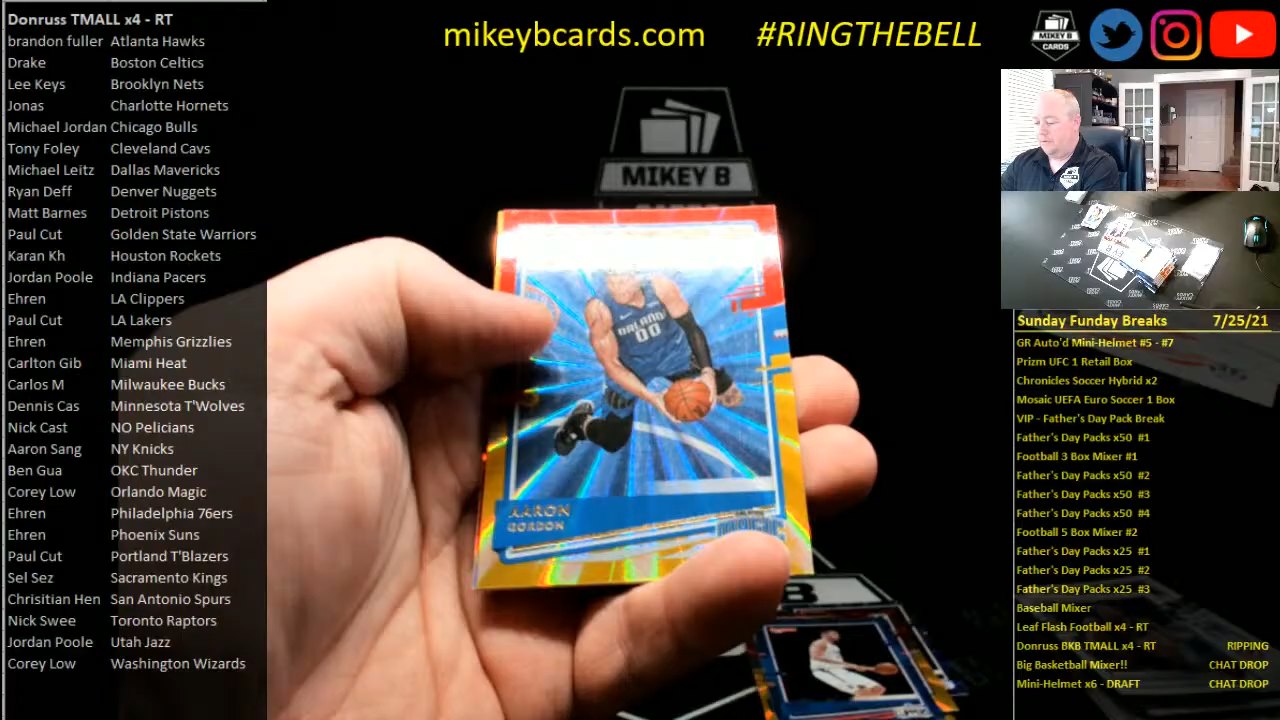 Donruss TMALL x4 - RT
brandon fuller Atlanta Hawks
Drake Boston Celtics
Lee Keys Brooklyn Nets
Jonas Charlotte Hornets
Michael Jordan Chicago Bulls
Tony Foley Cleveland Cavs
Michael Leitz Dallas Mavericks
Ryan Deff Denver Nuggets
Matt Barnes Detroit Pistons
Paul Cut Golden State Warriors
Karan Kh Houston Rockets
Jordan Poole Indiana Pacers
Ehren LA Clippers
Paul Cut LA Lakers
Ehren Memphis Grizzlies
Carlton Gib Miami Heat
Carlos M Milwaukee Bucks
Dennis Cas Minnesota T'Wolves
Nick Cast NO Pelicians
Aaron Sang NY Knicks
Ben Gua OKC Thunder
Corey Low Orlando Magic
Ehren Philadelphia 76ers
Ehren Phoenix Suns
Paul Cut Portland T'Blazers
Sel Sez Sacramento Kings
Chrisitian Hen San Antonio Spurs
Nick Swee Toronto Raptors
Jordan Poole Utah Jazz
Corey Low Washington Wizards
mikeybcards.com #RINGTHEBELL
MIKEY B
CARDS
MIKEY B
ORLANDO
00
AARON
GORDON
MAGIC
Sunday Funday Breaks 7/25/21
GR Auto'd Mini-Helmet #5 - #7
Prizm UFC 1 Retail Box
Chronicles Soccer Hybrid x2
Mosaic UEFA Euro Soccer 1 Box
VIP - Father's Day Pack Break
Father's Day Packs x50 #1
Football 3 Box Mixer #1
Father's Day Packs x50 #2
Father's Day Packs x50 #3
Father's Day Packs x50 #4
Football 5 Box Mixer #2
Father's Day Packs x25 #1
Father's Day Packs x25 #2
Father's Day Packs x25 #3
Baseball Mixer
Leaf Flash Football x4 - RT
Donruss BKB TMALL x4 - RT RIPPING
Big Basketball Mixer!! CHAT DROP
Mini-Helmet x6 - DRAFT CHAT DROP